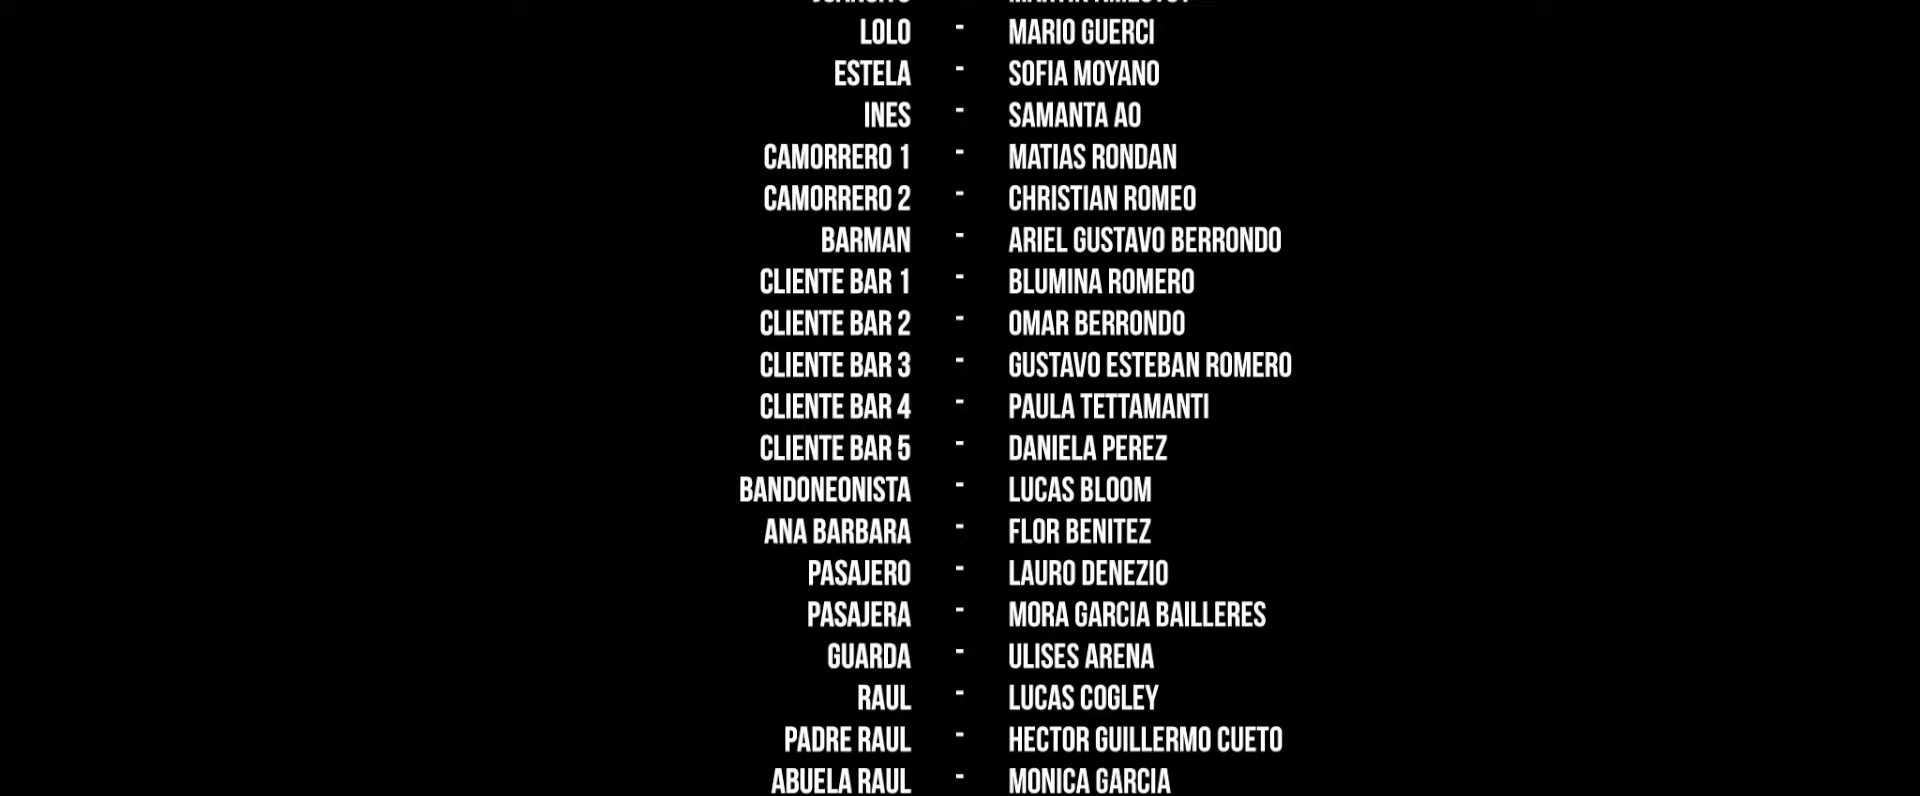 LOLO - MARIO GUERCI
ESTELA - SOFIA MOYANO
INES - SAMANTA AO
CAMORRERO 1 - MATIAS RONDAN
CAMORRERO 2 - CHRISTIAN ROMEO
BARMAN - ARIEL GUSTAVO BERRONDO
CLIENTE BAR 1 - BLUMINA ROMERO
CLIENTE BAR 2 - OMAR BERRONDO
CLIENTE BAR 3 - GUSTAVO ESTEBAN ROMERO
CLIENTE BAR 4 - PAULA TETTAMANTI
CLIENTE BAR 5 - DANIELA PEREZ
BANDONEONISTA - LUCAS BLOOM
ANA BARBARA - FLOR BENITEZ
PASAJERO - LAURO DENEZIO
PASAJERA - MORA GARCIA BAILLERES
GUARDA - ULISES ARENA
RAUL - LUCAS COGLEY
PADRE RAUL - HECTOR GUILLERMO CUETO
ABUELA RAUL - MONICA GARCIA